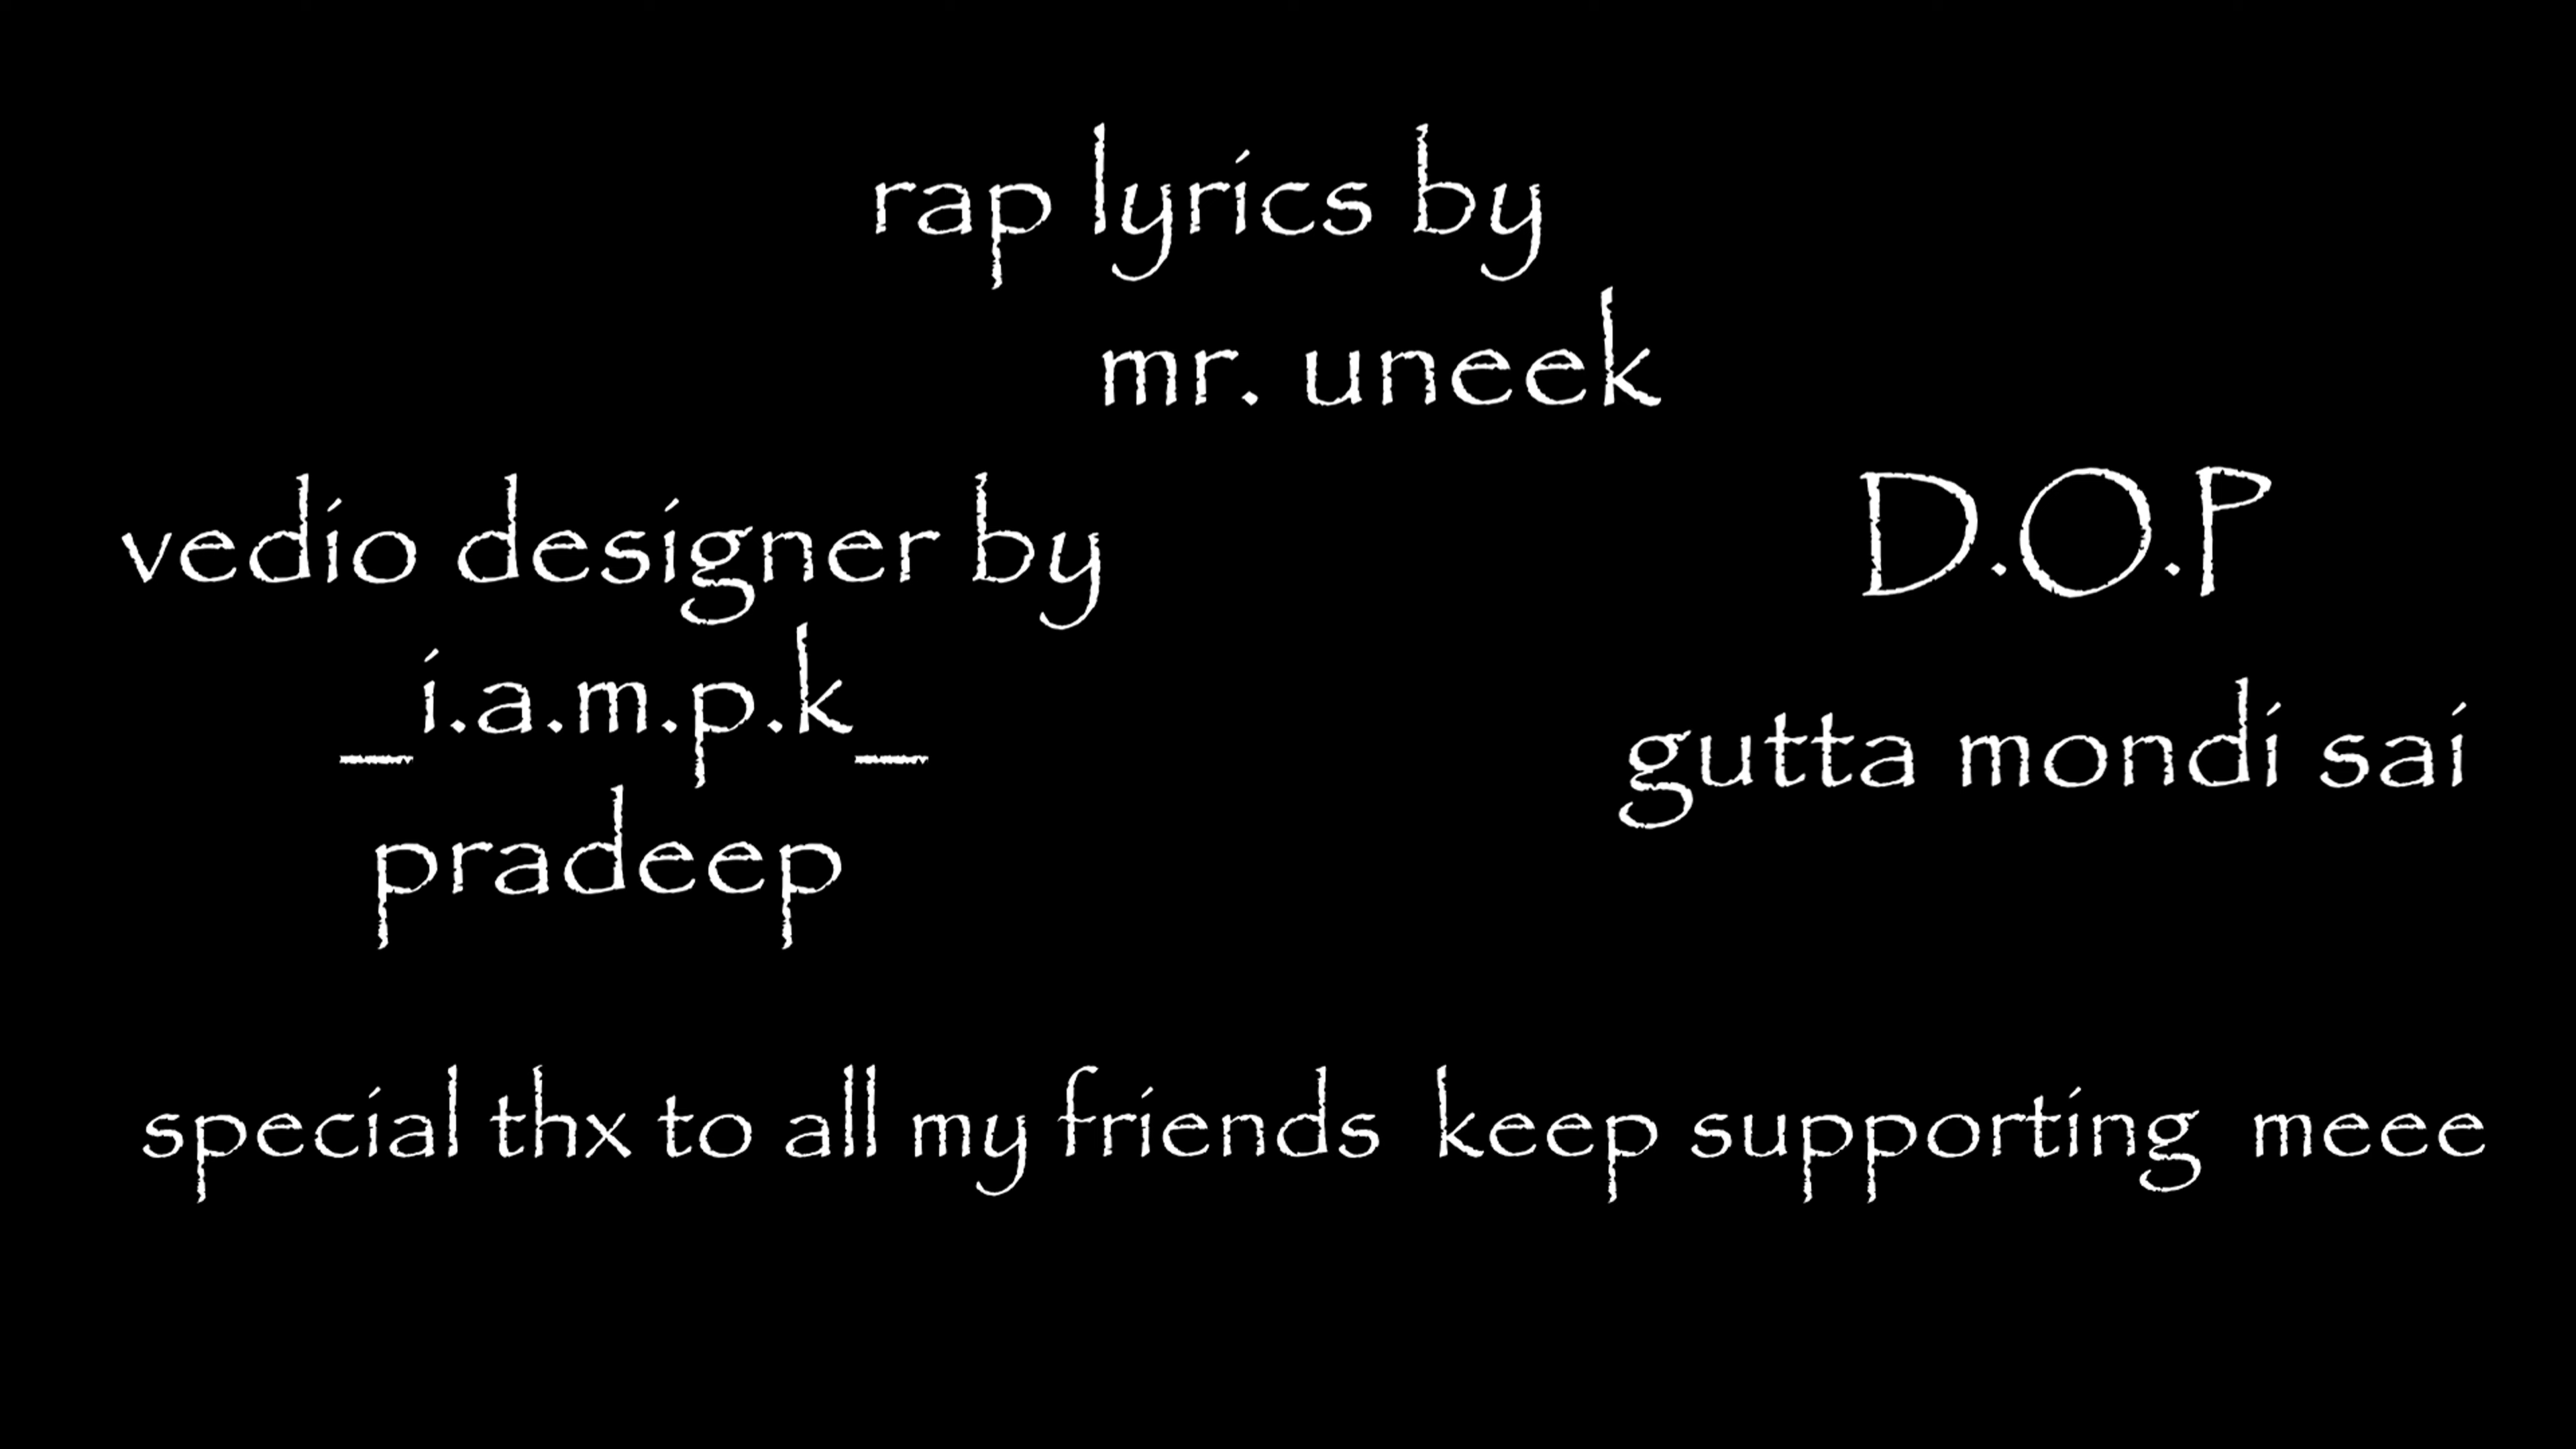 rap lyrics by
mr. uneek
vedio designer by
_i.a.m.p.k_
pradeep
D.O.P
gutta mondi sai
special thx to all my friends  keep supporting  meee